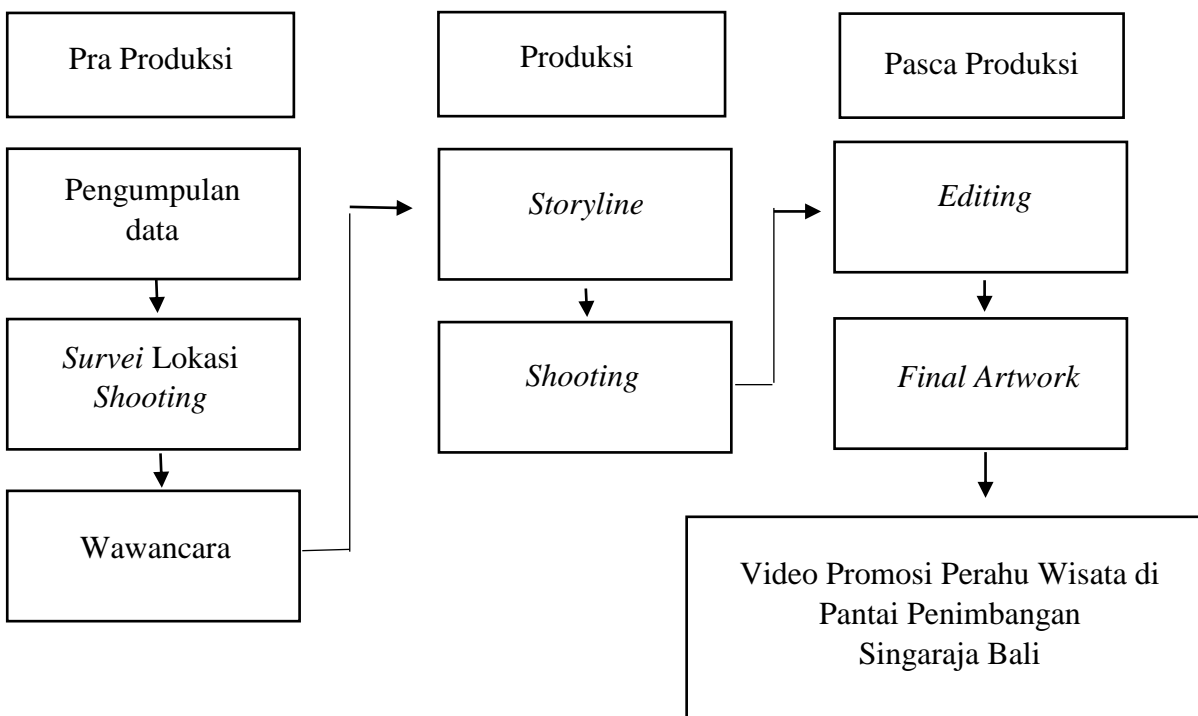 Pra Produksi
Produksi
Pasca Produksi
Pengumpulan
data
Survei Lokasi
Shooting
Wawancara
Storyline
Shooting
Editing
Final Artwork
Video Promosi Perahu Wisata di
Pantai Penimbangan
Singaraja Bali